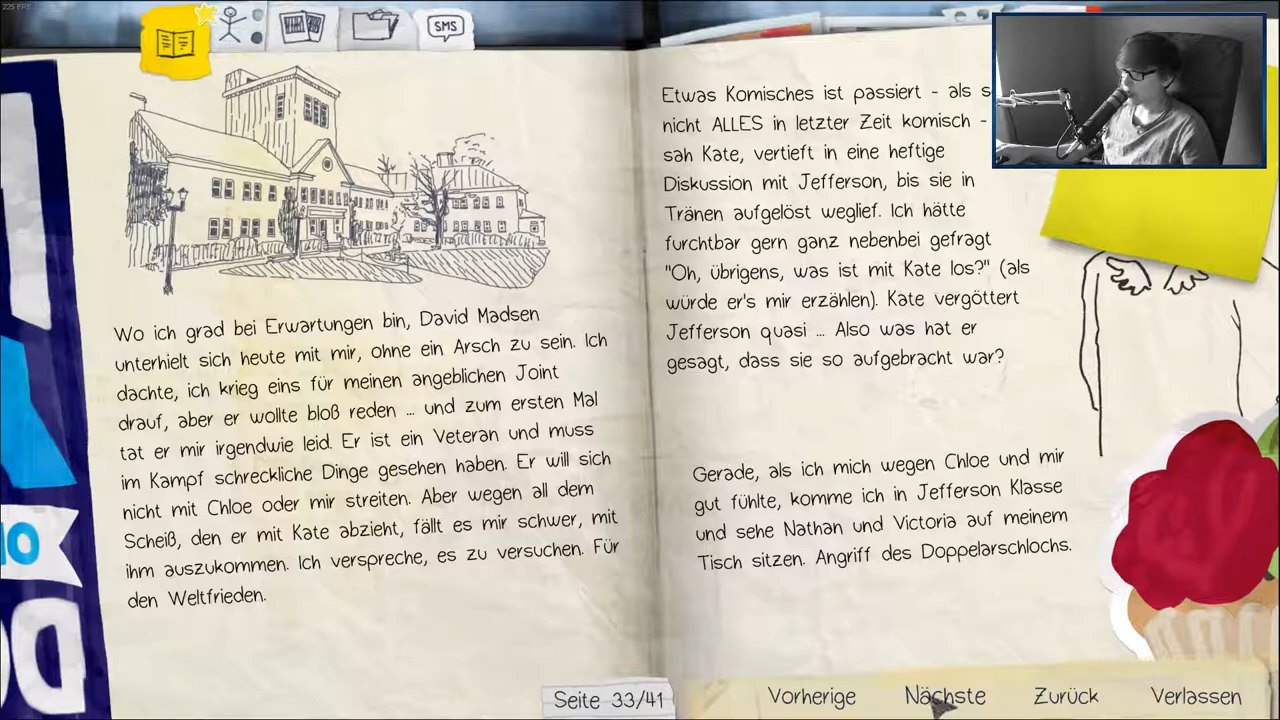 225 FPS
SMS
Wo ich grad bei Erwartungen bin, David Madsen
unterhielt sich heute mit mir, ohne ein Arsch zu sein. Ich
dachte, ich krieg eins für meinen angeblichen Joint
drauf, aber er wollte bloß reden ... und zum ersten Mal
tat er mir irgendwie leid. Er ist ein Veteran und muss
im Kampf schreckliche Dinge gesehen haben. Er will sich
nicht mit Chloe oder mir streiten. Aber wegen all dem
Scheiß, den er mit Kate abzieht, fällt es mir schwer, mit
ihm auszukommen. Ich verspreche, es zu versuchen. Für
den Weltfrieden.
Etwas Komisches ist passiert - als
nicht ALLES in letzter Zeit komisch -
sah Kate, vertieft in eine heftige
Diskussion mit Jefferson, bis sie in
Tränen aufgelöst weglief. Ich hätte
furchtbar gern ganz nebenbei gefragt
"Oh, übrigens, was ist mit Kate los?" (als
würde er's mir erzählen). Kate vergöttert
Jefferson quasi ... Also was hat er
gesagt, dass sie so aufgebracht war?
Gerade, als ich mich wegen Chloe und mir
gut fühlte, komme ich in Jefferson Klasse
und sehe Nathan und Victoria auf meinem
Tisch sitzen. Angriff des Doppelarschlochs.
Seite 33/41
Vorherige Nächste Zurück Verlassen